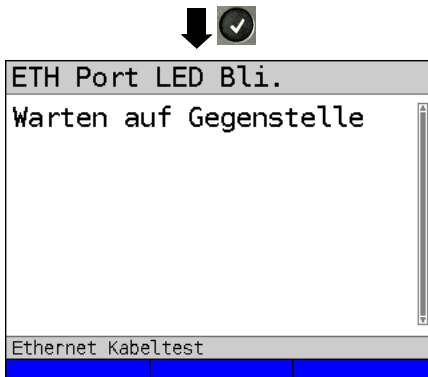 ETH Port LED Bli.
Warten auf Gegenstelle
Ethernet Kabeltest